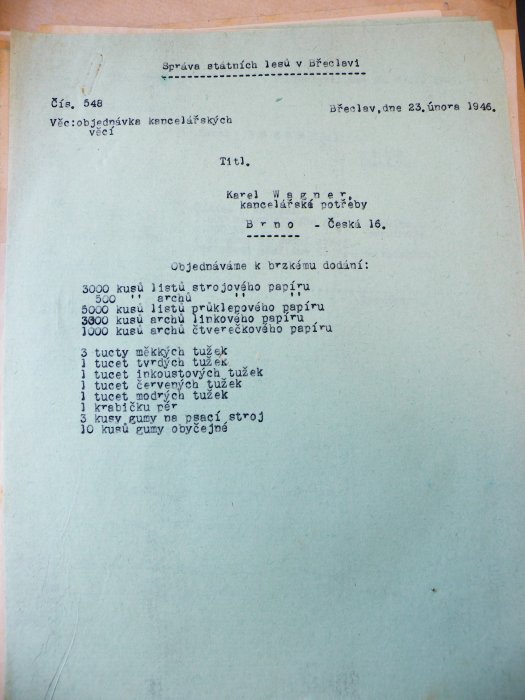 Správa státních lesů v Břeclavi
Čís. 548
Břeclav,dne 23.února 1946.
Věc:objednávka kancelářských
věcí
Titl.
Karel Wagner,
kancelářské potřeby
Brno - Česká 16.
Objednáváme k brzkému dodání:
3000 kusů listů strojového papíru
500 " archů " "
5000 kusů listů průklepového papíru
3000 kusů archů linkového papíru
1000 kusů archů čtverečkového papíru
3 tucty měkkých tužek
1 tucet tvrdých tužek
1 tucet inkoustových tužek
1 tucet červených tužek
1 tucet modrých tužek
1 krabičku pér
3 kusy gumy na psací stroj
10 kusů gumy obyčejné